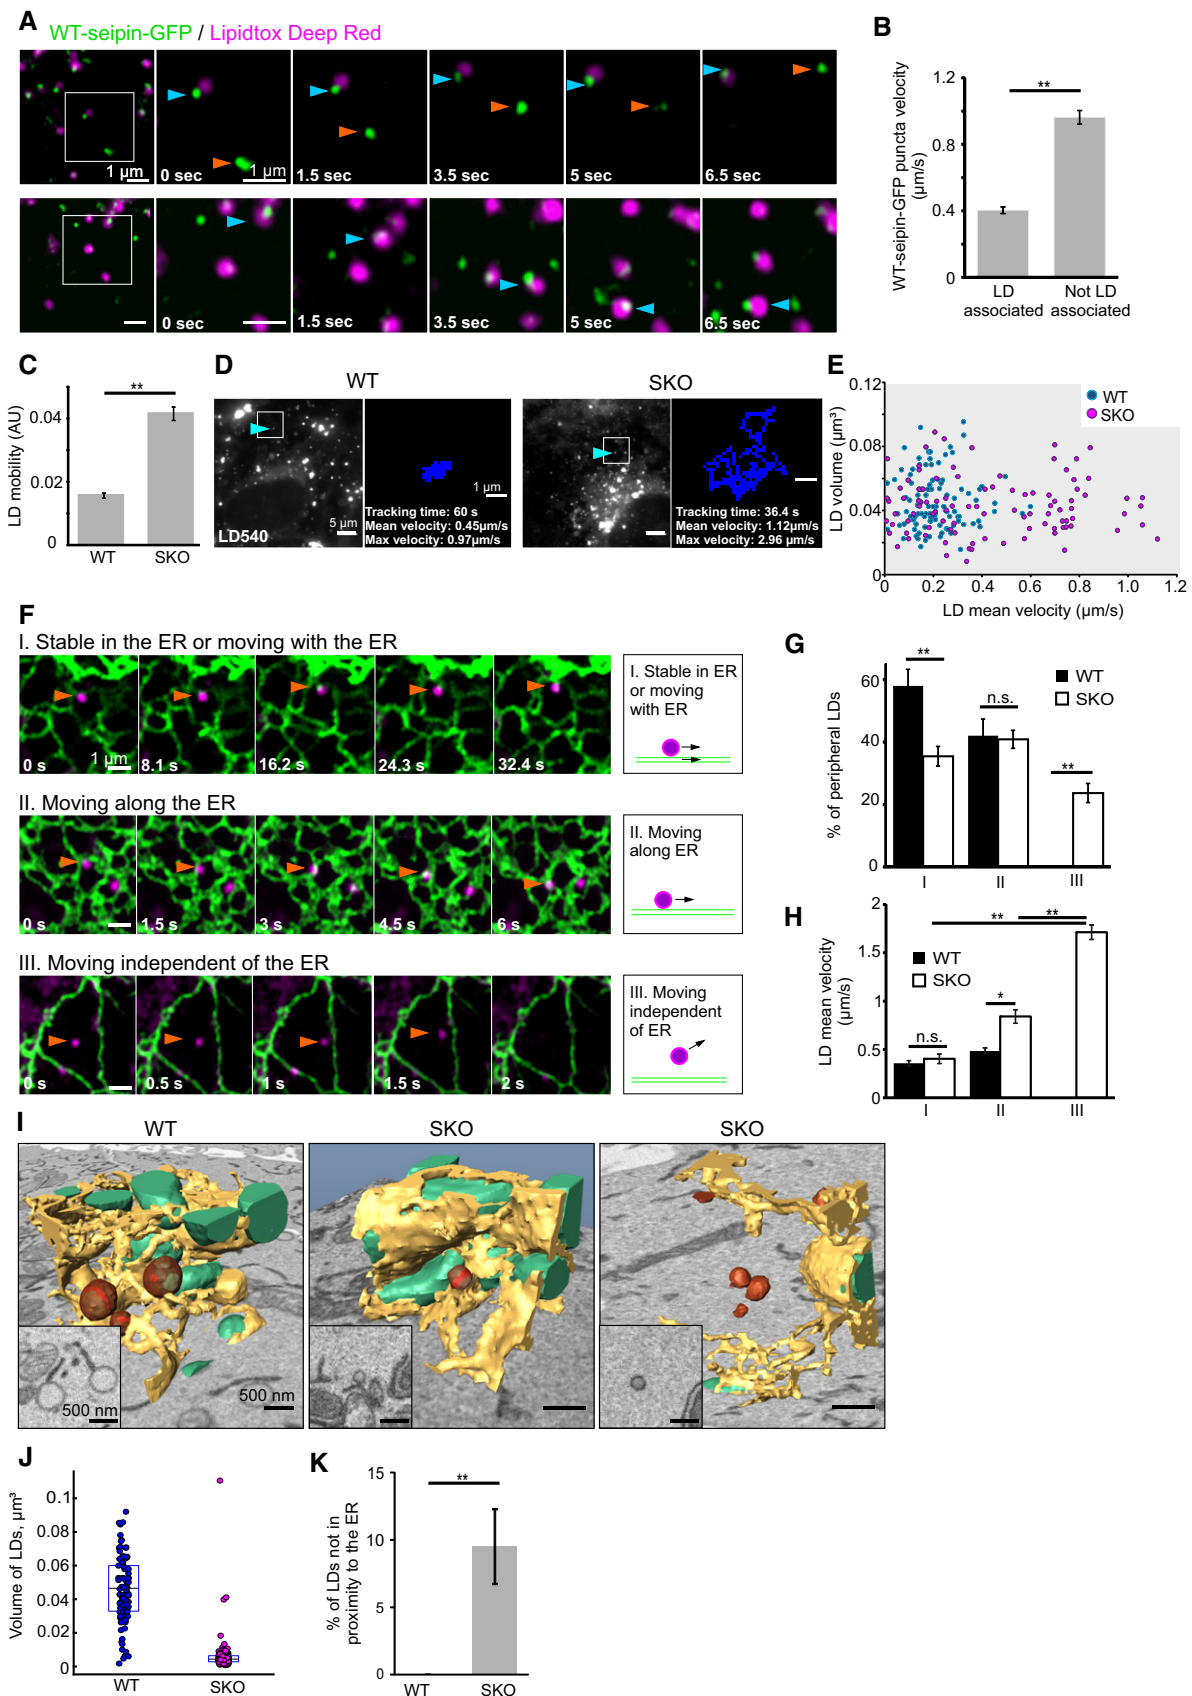 A
WT-seipin-GFP / Lipidtox Deep Red
1 µm
0 sec
1 µm
1.5 sec
3.5 sec
5 sec
6.5 sec
0 sec
1.5 sec
3.5 sec
5 sec
6.5 sec
B
WT-seipin-GFP puncta velocity
(µm/s)
1.2
0.8
0.4
0
**
LD
associated
Not LD
associated
C
LD mobility (AU)
0.04
0.02
0
**
WT
SKO
D
WT
SKO
LD540
5 µm
1 µm
Tracking time: 60 s
Mean velocity: 0.45µm/s
Max velocity: 0.97µm/s
Tracking time: 36.4 s
Mean velocity: 1.12µm/s
Max velocity: 2.96 µm/s
E
LD volume (µm³)
0.12
0.08
0.04
0
WT
SKO
0
0.2
0.4
0.6
0.8
1.0
1.2
LD mean velocity (µm/s)
F
I. Stable in the ER or moving with the ER
0 s
1 µm
8.1 s
16.2 s
24.3 s
32.4 s
I. Stable in ER
or moving
with ER
II. Moving along the ER
0 s
1.5 s
3 s
4.5 s
6 s
II. Moving
along ER
III. Moving independent of the ER
0 s
0.5 s
1 s
1.5 s
2 s
III. Moving
independent
of ER
G
% of peripheral LDs
60
40
20
0
**
n.s.
**
WT
SKO
I
II
III
H
LD mean velocity
(µm/s)
2
1.5
1
0.5
0
WT
SKO
n.s.
*
**
**
I
II
III
I
WT
SKO
SKO
500 nm
500 nm
J
Volume of LDs, µm³
0.1
0.08
0.06
0.04
0.02
0
WT
SKO
K
% of LDs not in
proximity to the ER
15
10
5
0
**
WT
SKO